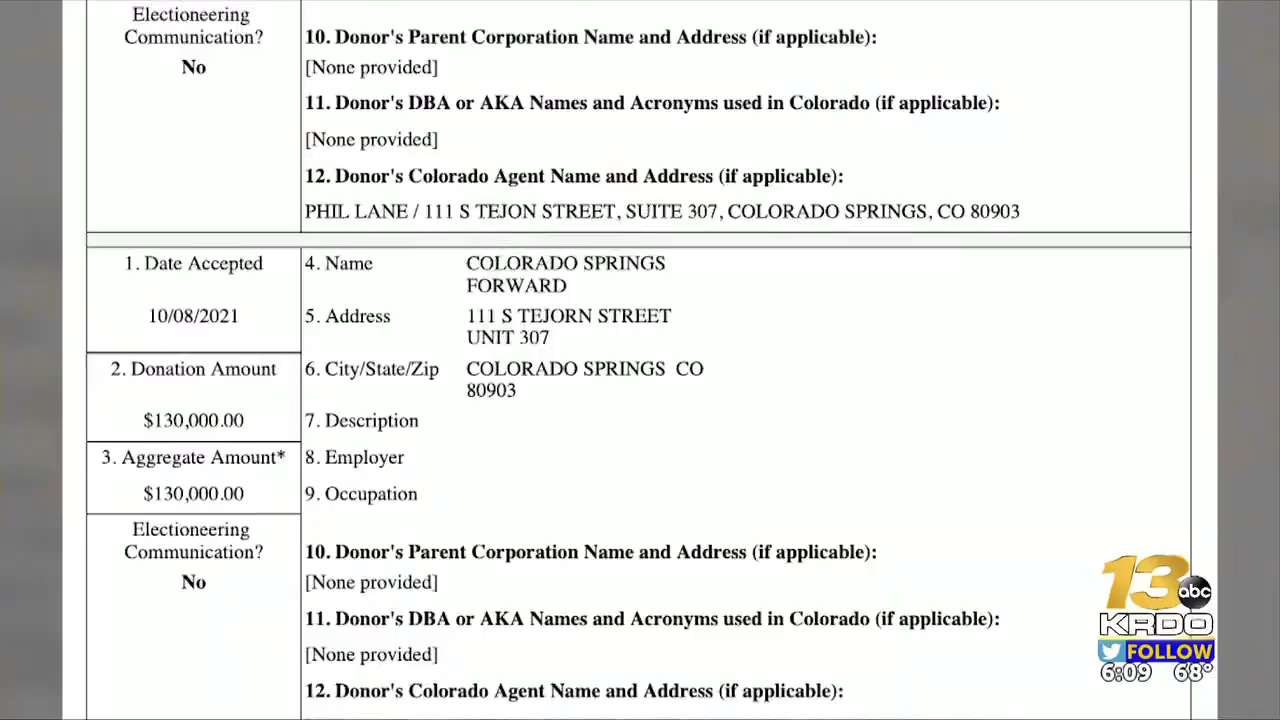 Electioneering
Communication?
No
10. Donor's Parent Corporation Name and Address (if applicable):
[None provided]
11. Donor's DBA or AKA Names and Acronyms used in Colorado (if applicable):
[None provided]
12. Donor's Colorado Agent Name and Address (if applicable):
PHIL LANE / 111 S TEJON STREET, SUITE 307, COLORADO SPRINGS, CO 80903
1. Date Accepted
10/08/2021
2. Donation Amount
$130,000.00
3. Aggregate Amount*
$130,000.00
4. Name COLORADO SPRINGS
FORWARD
5. Address 111 S TEJORN STREET
UNIT 307
6. City/State/Zip COLORADO SPRINGS CO
80903
7. Description
8. Employer
9. Occupation
Electioneering
Communication?
No
10. Donor's Parent Corporation Name and Address (if applicable):
[None provided]
11. Donor's DBA or AKA Names and Acronyms used in Colorado (if applicable):
[None provided]
12. Donor's Colorado Agent Name and Address (if applicable):
13 abc
KRDO
FOLLOW
6:09 68°